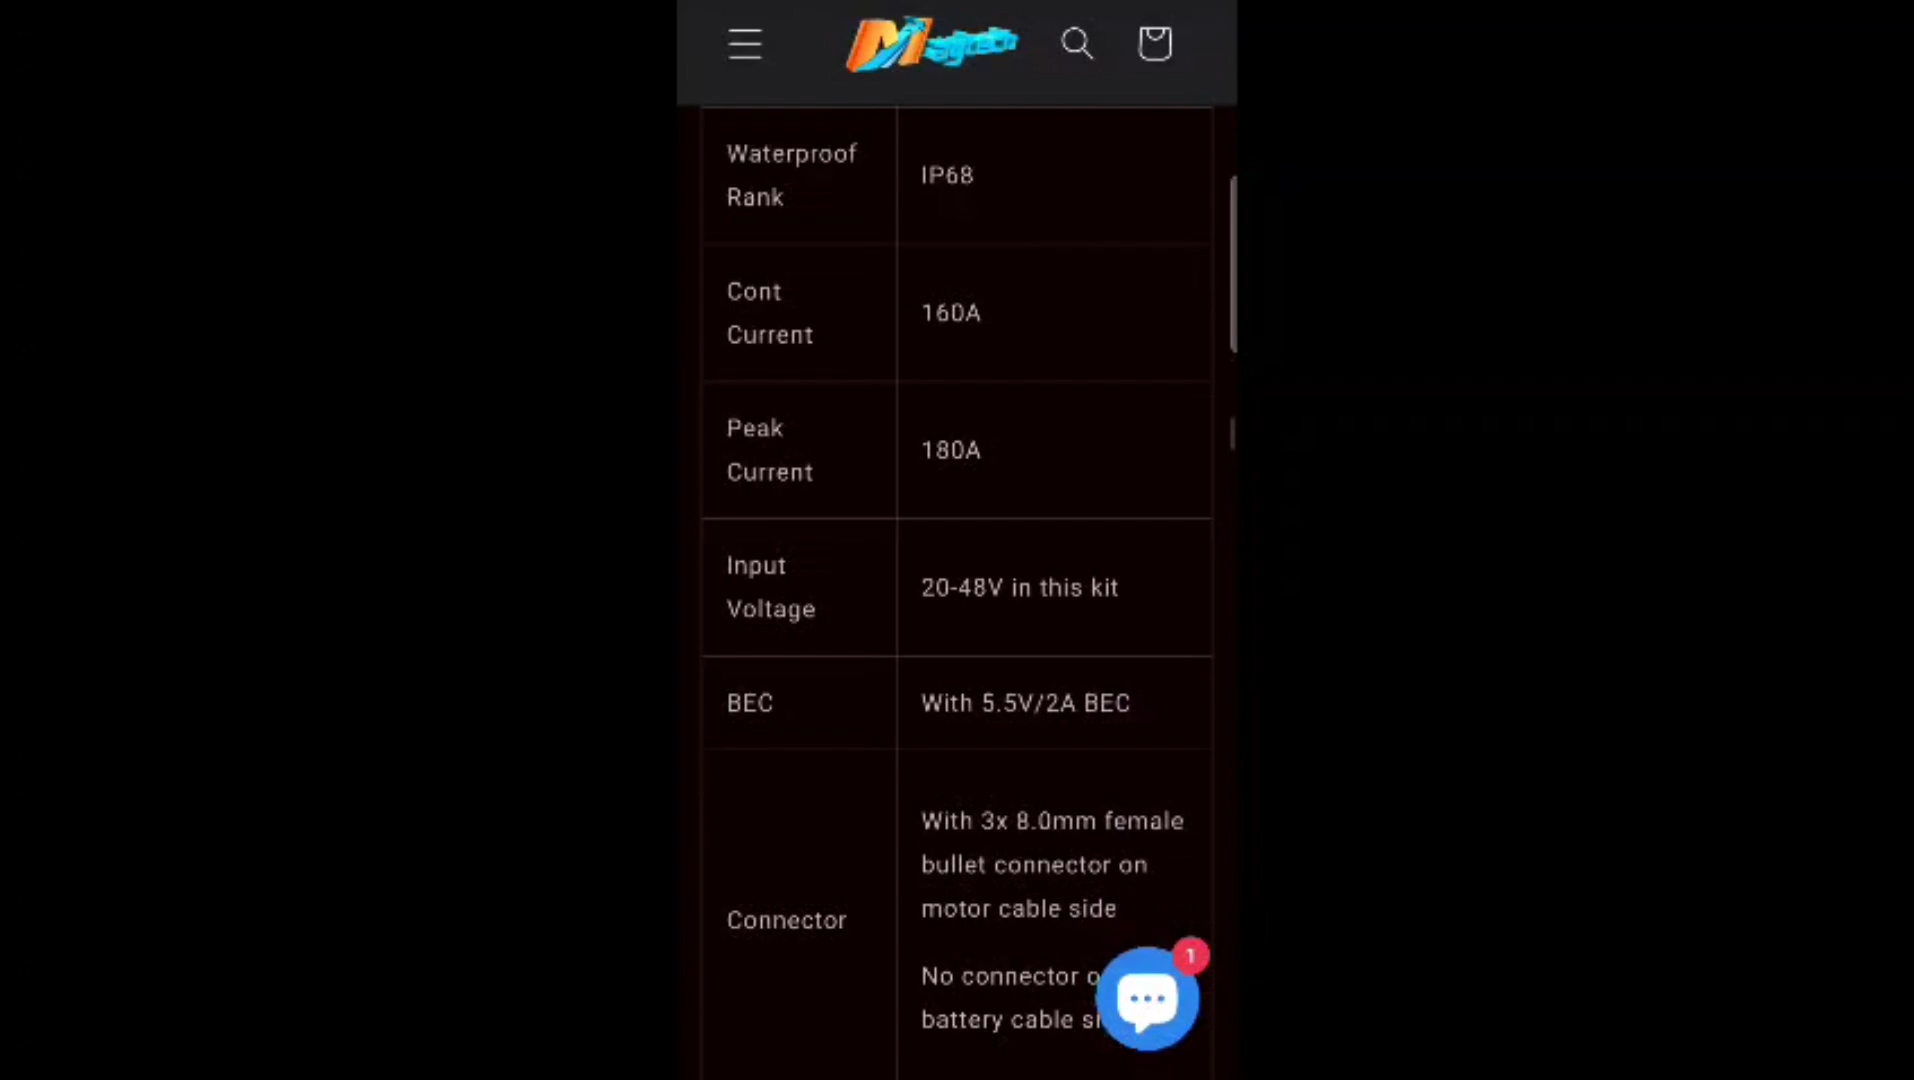 Magtech
Waterproof
Rank
IP68
Cont
Current
160A
Peak
Current
180A
Input
Voltage
20-48V in this kit
BEC
With 5.5V/2A BEC
Connector
With 3x 8.0mm female
bullet connector on
motor cable side
No connector
battery cable
1